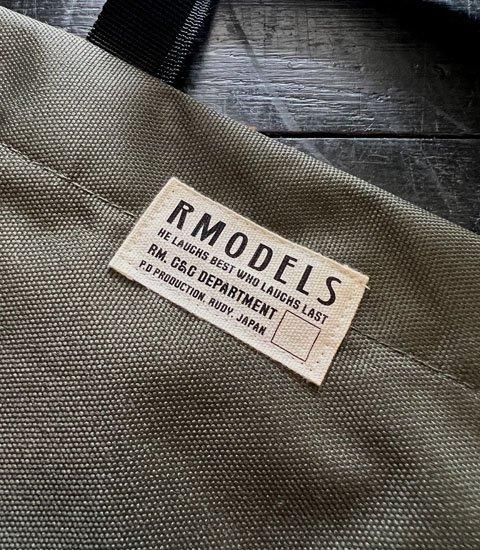 RMODELS
HE LAUGHS BEST WHO LAUGHS LAST
RM. C&G DEPARTMENT
P.D PRODUCTION, RUDY. JAPAN